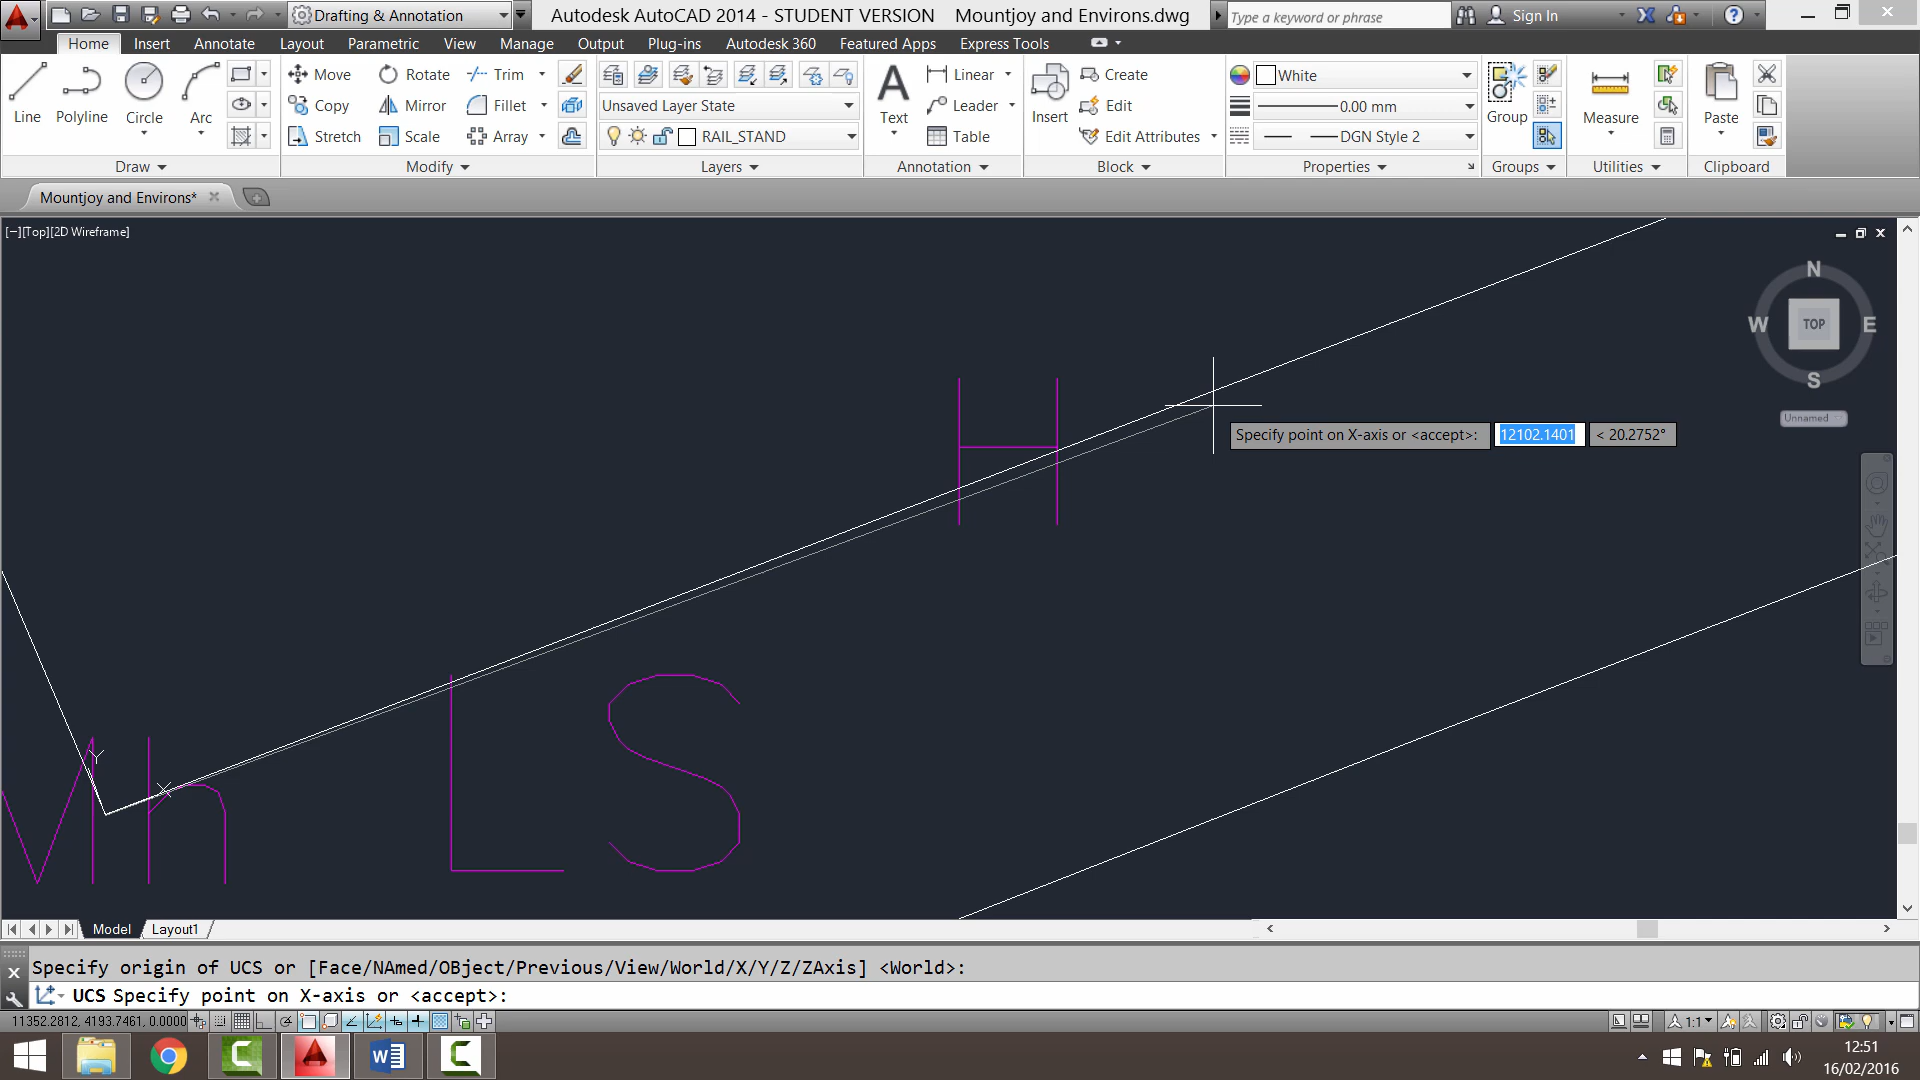 Drafting & Annotation
Autodesk AutoCAD 2014 - STUDENT VERSION Mountjoy and Environs.dwg
Type a keyword or phrase
Sign In
Home Insert Annotate Layout Parametric View Manage Output Plug-ins Autodesk 360 Featured Apps Express Tools
Line Polyline Circle Arc
Move Rotate Trim
Copy Mirror Fillet
Stretch Scale Array
Unsaved Layer State
RAIL_STAND
Text
Linear
Leader
Table
Insert
Create
Edit
Edit Attributes
White
0.00 mm
DGN Style 2
Group
Measure
Paste
Draw Modify Layers Annotation Block Properties Groups Utilities Clipboard
Mountjoy and Environs*
[−][Top][2D Wireframe]
N
W TOP E
S
Unnamed
H
Specify point on X-axis or <accept>: 12102.1401 < 20.2752°
LS
Y
X
Mh
Model Layout1
Specify origin of UCS or [Face/NAmed/OBject/Previous/View/World/X/Y/Z/ZAxis] <World>:
UCS Specify point on X-axis or <accept>:
11352.2812, 4193.7461, 0.0000
1:1
12:51
16/02/2016